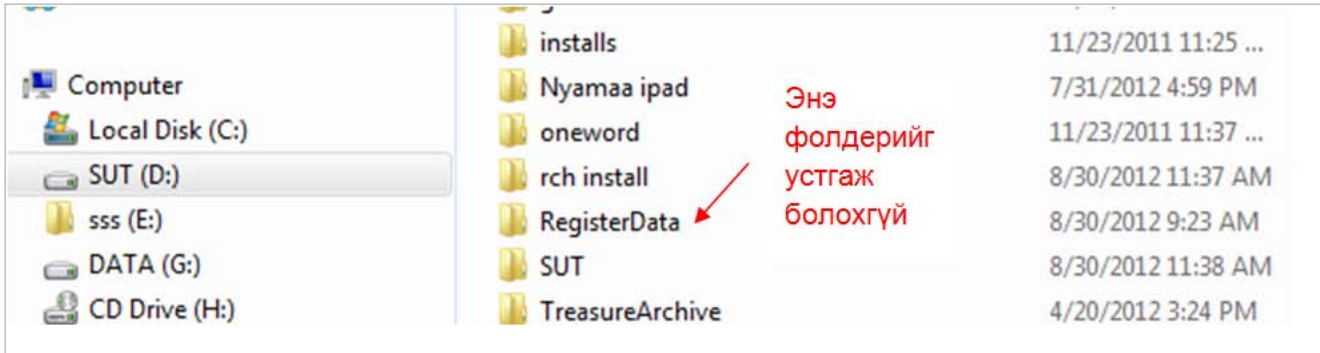 Computer
Local Disk (C:)
SUT (D:)
sss (E:)
DATA (G:)
CD Drive (H:)
installs 11/23/2011 11:25 ...
Nyamaa ipad 7/31/2012 4:59 PM
oneword 11/23/2011 11:37 ...
rch install 8/30/2012 11:37 AM
RegisterData 8/30/2012 9:23 AM
SUT 8/30/2012 11:38 AM
TreasureArchive 4/20/2012 3:24 PM
Энэ
фолдерийг
устгаж
болохгүй